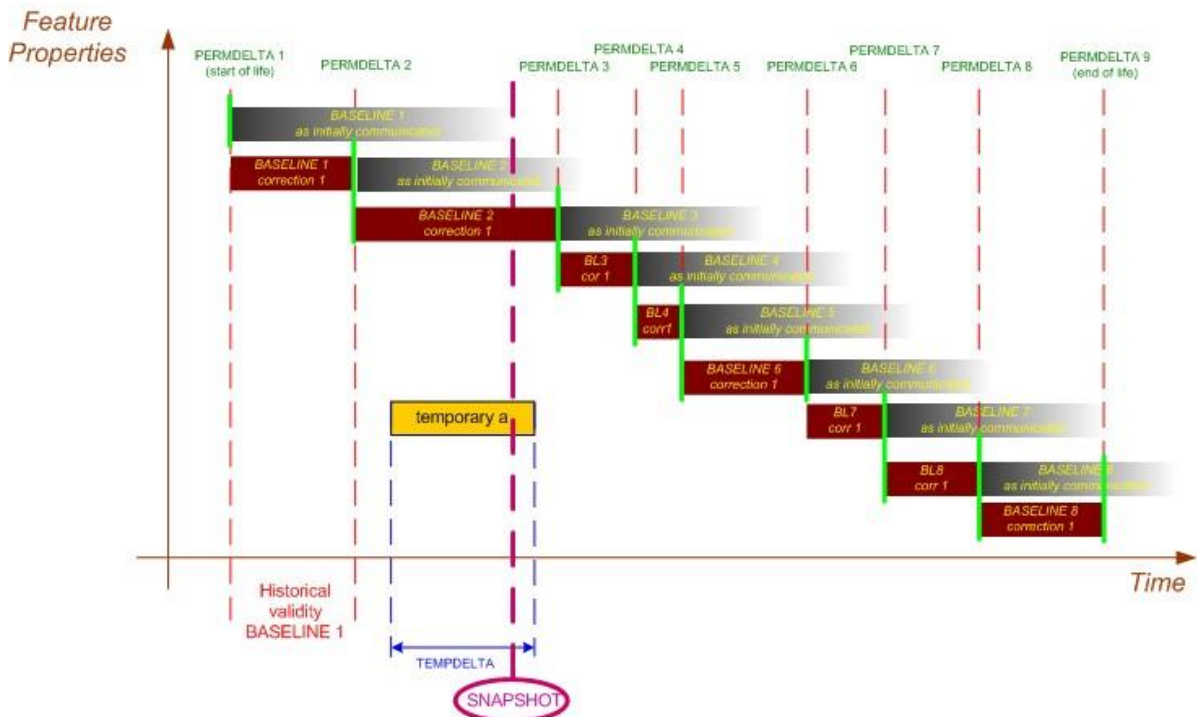 Feature
Properties
PERMDELTA 1
(start of life)
PERMDELTA 2
PERMDELTA 3
PERMDELTA 4
PERMDELTA 5
PERMDELTA 6
PERMDELTA 7
PERMDELTA 8
PERMDELTA 9
(end of life)
BASELINE 1
as initially communicated
BASELINE 1
correction 1
BASELINE 2
as initially communicated
BASELINE 2
correction 1
BASELINE 3
as initially communicated
BL3
cor 1
BASELINE 4
as initially communicated
BL4
corr1
BASELINE 5
as initially communicated
BASELINE 6
correction 1
BASELINE 6
as initially communicated
temporary a
BL7
corr 1
BASELINE 7
as initially communicated
BL8
corr 1
BASELINE 8
as initially communicated
BASELINE 8
correction 1
Time
Historical
validity
BASELINE 1
TEMPDELTA
SNAPSHOT